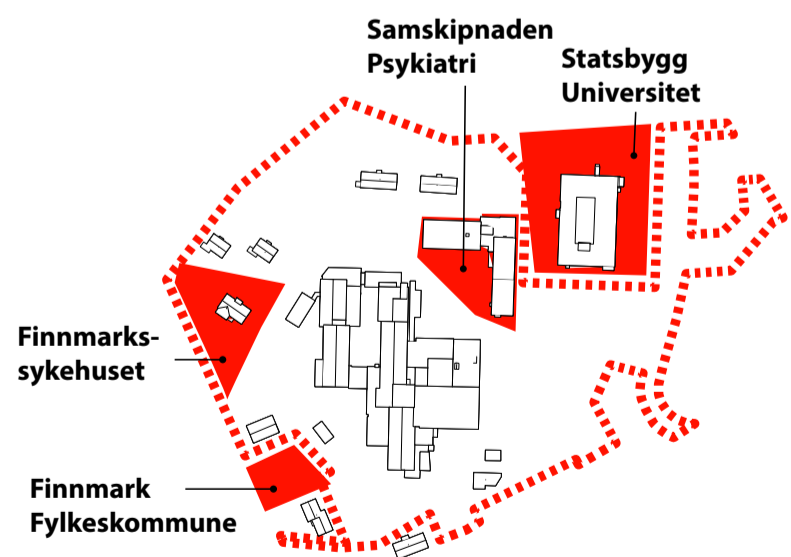 Samskipnaden
Psykiatri
Statsbygg
Universitet
Finnmarks-
sykehuset
Finnmark
Fylkeskommune